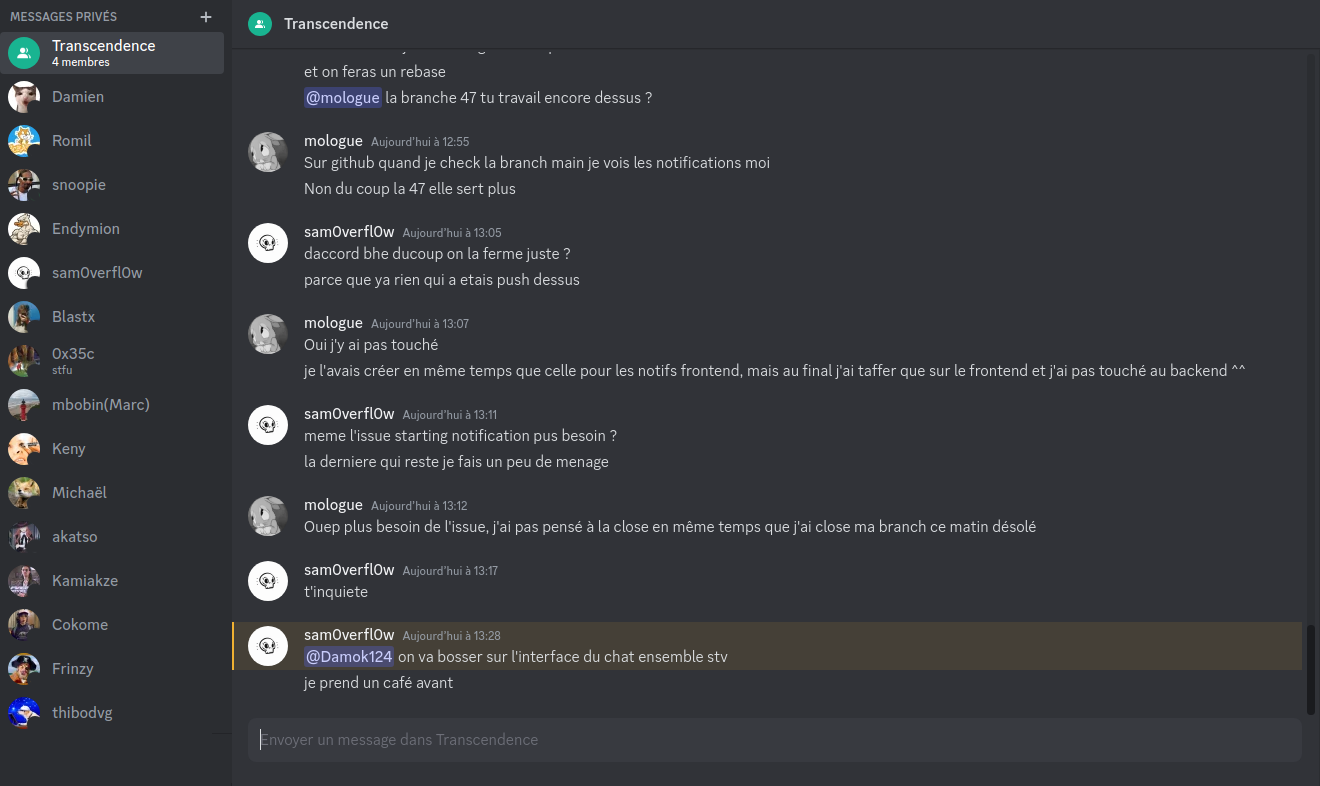 MESSAGES PRIVÉS
Transcendence
4 membres
Damien
Romil
snoopie
Endymion
sam0verfl0w
Blastx
0x35c
stfu
mbobin(Marc)
Keny
Michaël
akatso
Kamiakze
Cokome
Frinzy
thibodvg
Transcendence
et on feras un rebase
@mologue la branche 47 tu travail encore dessus ?
mologue Aujourd'hui à 12:55
Sur github quand je check la branch main je vois les notifications moi
Non du coup la 47 elle sert plus
sam0verfl0w Aujourd'hui à 13:05
daccord bhe ducoup on la ferme juste ?
parce que ya rien qui a etais push dessus
mologue Aujourd'hui à 13:07
Oui j'y ai pas touché
je l'avais créer en même temps que celle pour les notifs frontend, mais au final j'ai taffer que sur le frontend et j'ai pas touché au backend ^^
sam0verfl0w Aujourd'hui à 13:11
meme l'issue starting notification pus besoin ?
la derniere qui reste je fais un peu de menage
mologue Aujourd'hui à 13:12
Ouep plus besoin de l'issue, j'ai pas pensé à la close en même temps que j'ai close ma branch ce matin désolé
sam0verfl0w Aujourd'hui à 13:17
t'inquiete
sam0verfl0w Aujourd'hui à 13:28
@Damok124 on va bosser sur l'interface du chat ensemble stv
je prend un café avant
Envoyer un message dans Transcendence